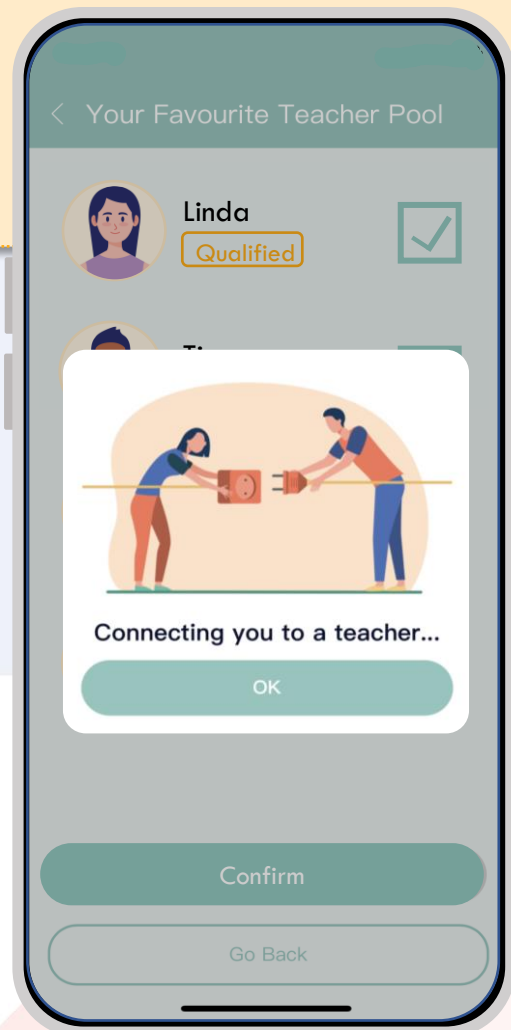 Your Favourite Teacher Pool
Linda
Qualified
Connecting you to a teacher...
OK
Confirm
Go Back